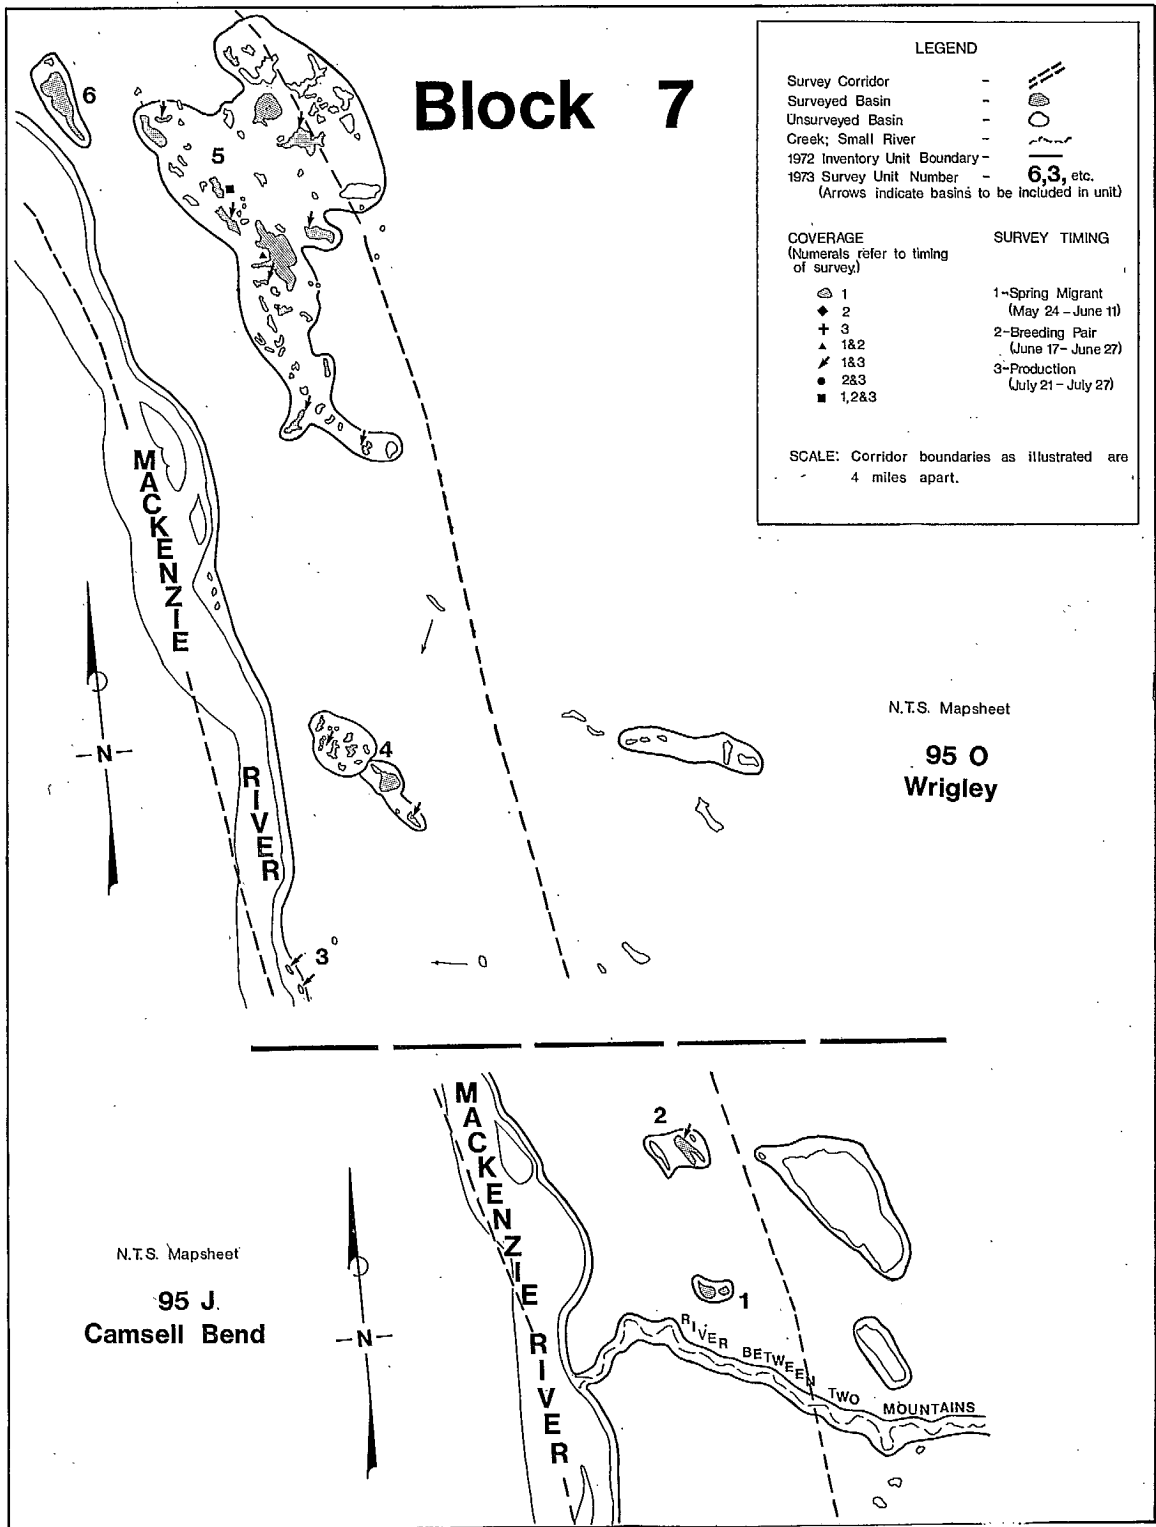 Block 7
LEGEND
Survey Corridor -
Surveyed Basin -
Unsurveyed Basin -
Creek; Small River -
1972 Inventory Unit Boundary -
1973 Survey Unit Number - 6,3, etc.
(Arrows indicate basins to be included in unit)
COVERAGE
(Numerals refer to timing
of survey.)
1
2
3
1&2
1&3
2&3
1,2&3
SURVEY TIMING
1-Spring Migrant
(May 24 - June 11)
2-Breeding Pair
(June 17 - June 27)
3-Production
(July 21 - July 27)
SCALE: Corridor boundaries as illustrated are
4 miles apart.
6
5
MACKENZIE
RIVER
4
3
N
N.T.S. Mapsheet
95 O
Wrigley
MACKENZIE
RIVER
2
1
RIVER BETWEEN TWO MOUNTAINS
N.T.S. Mapsheet
95 J.
Camsell Bend
N